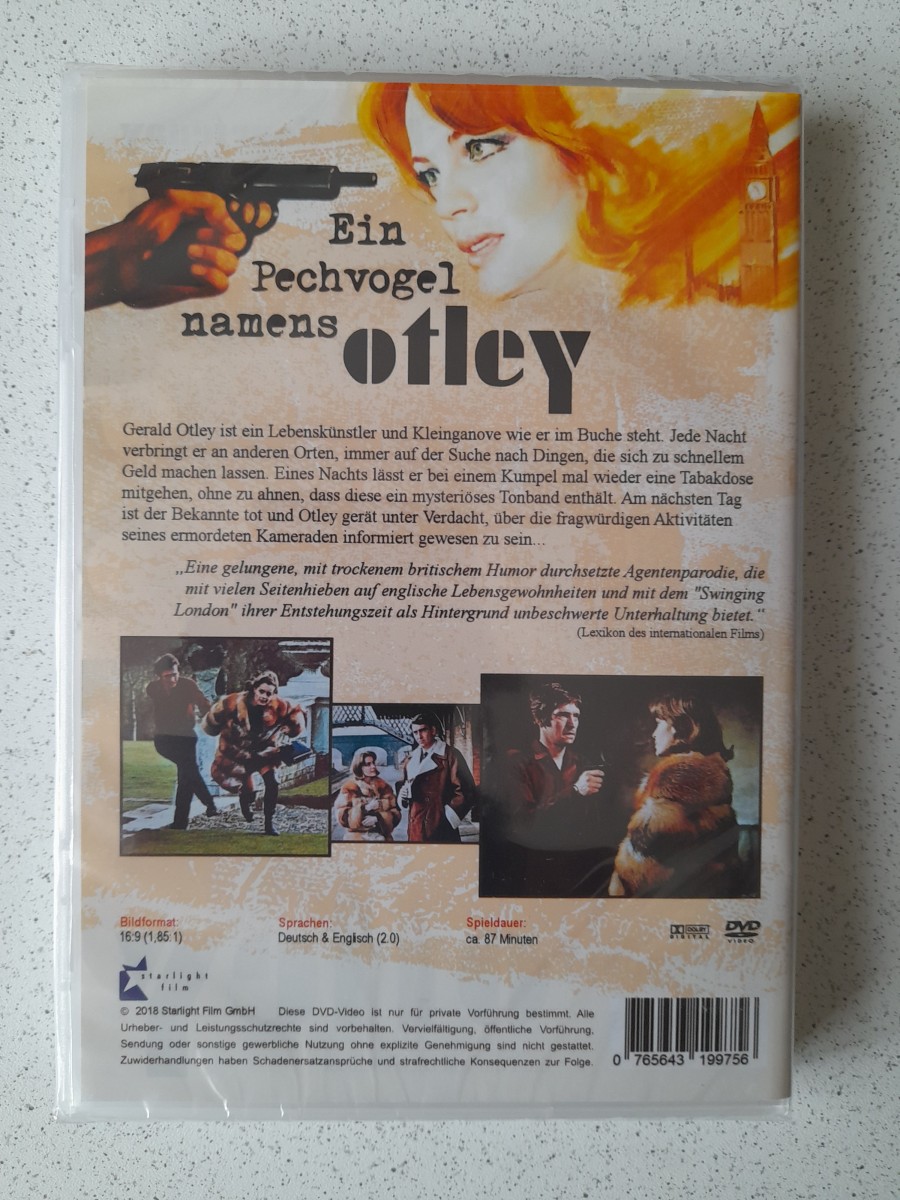 Ein
Pechvogel
namens
otley
Gerald Otley ist ein Lebenskünstler und Kleinganove wie er im Buche steht. Jede Nacht
verbringt er an anderen Orten, immer auf der Suche nach Dingen, die sich zu schnellem
Geld machen lassen. Eines Nachts lässt er bei einem Kumpel mal wieder eine Tabakdose
mitgehen, ohne zu ahnen, dass diese ein mysteriöses Tonband enthält. Am nächsten Tag
ist der Bekannte tot und Otley gerät unter Verdacht, über die fragwürdigen Aktivitäten
seines ermordeten Kameraden informiert gewesen zu sein...
„Eine gelungene, mit trockenem britischem Humor durchsetzte Agentenparodie, die
mit vielen Seitenhieben auf englische Lebensgewohnheiten und mit dem "Swinging
London" ihrer Entstehungszeit als Hintergrund unbeschwerte Unterhaltung bietet.“
(Lexikon des internationalen Films)
Bildformat: Sprachen: Spieldauer:
16:9 (1,85:1) Deutsch & Englisch (2.0) ca. 87 Minuten
DOLBY DIGITAL DVD VIDEO
starlight
film
© 2018 Starlight Film GmbH Diese DVD-Video ist nur für private Vorführung bestimmt. Alle
Urheber- und Leistungsschutzrechte sind vorbehalten. Vervielfältigung, öffentliche Vorführung,
Sendung oder sonstige gewerbliche Nutzung ohne explizite Genehmigung sind nicht gestattet.
Zuwiderhandlungen haben Schadenersatzansprüche und strafrechtliche Konsequenzen zur Folge.
0 765643 199756